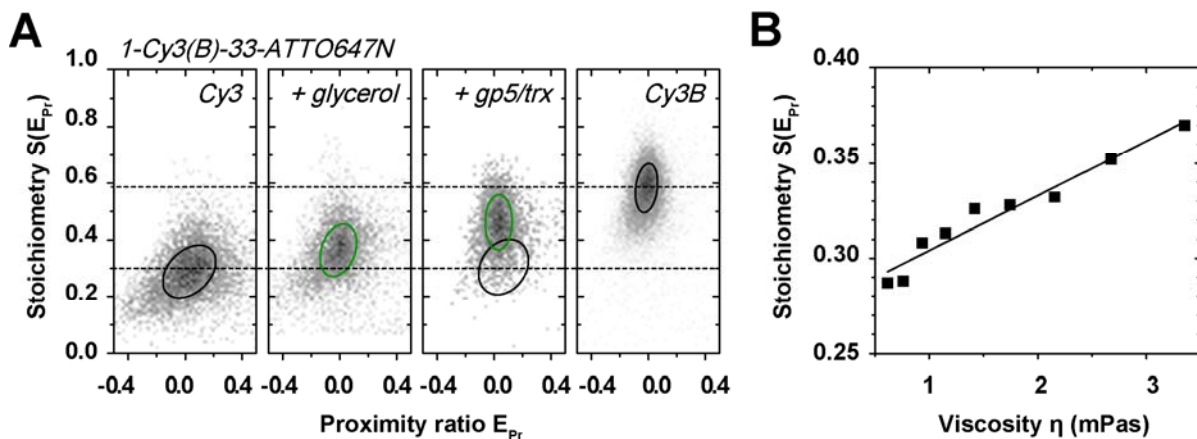 A
1-Cy3(B)-33-ATTO647N
Stoichiometry S(E_Pr)
1.0
0.8
0.6
0.4
0.2
0.0
Cy3
+ glycerol
+ gp5/trx
Cy3B
-0.4 0.0 0.4
-0.4 0.0 0.4
-0.4 0.0 0.4
-0.4 0.0 0.4
Proximity ratio E_Pr
B
Stoichiometry S(E_Pr)
0.40
0.35
0.30
0.25
1 2 3
Viscosity η (mPas)